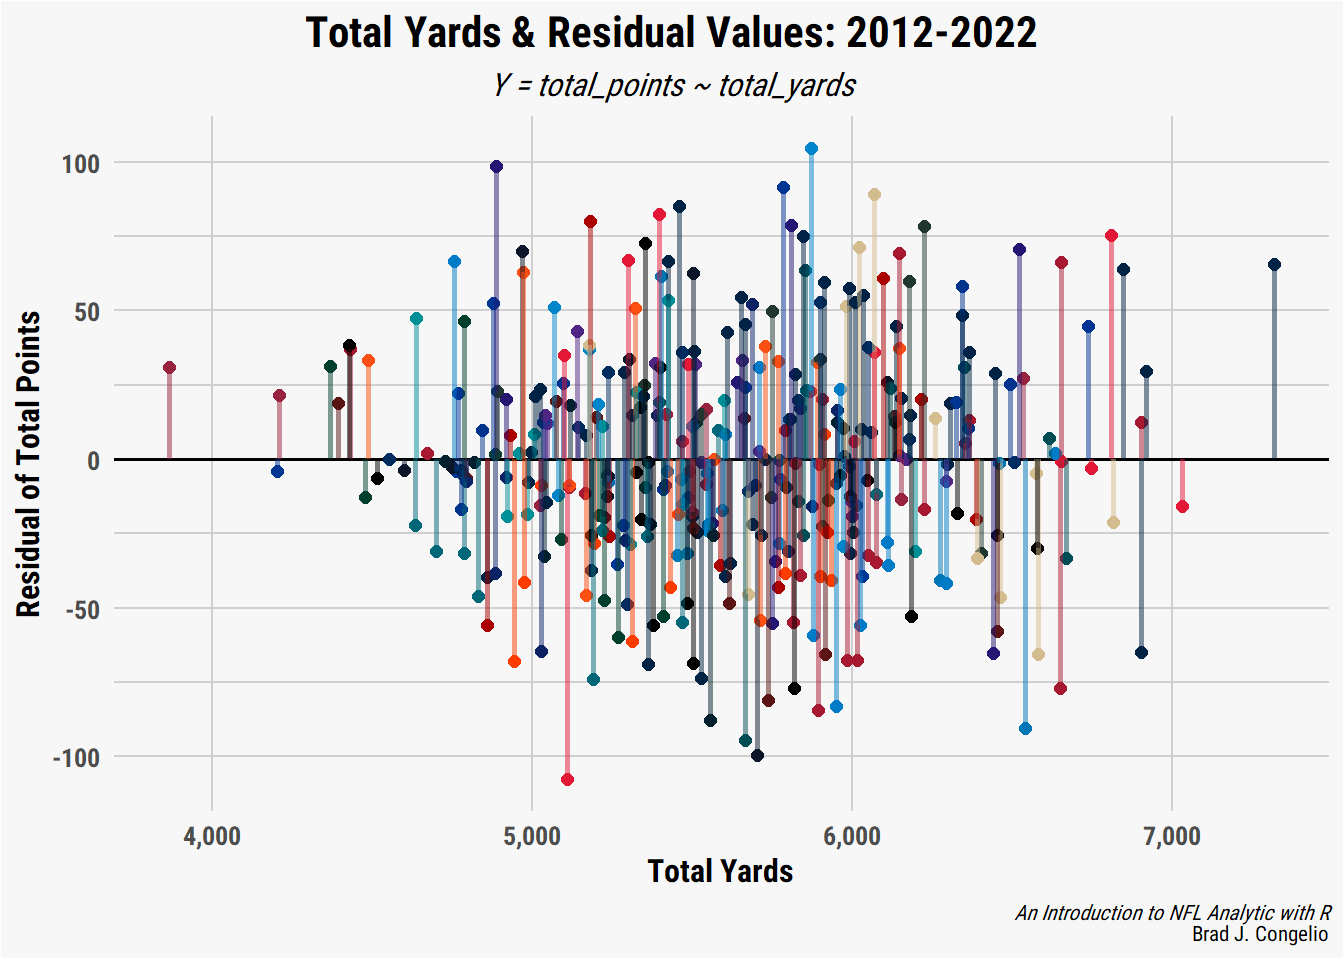 Total Yards & Residual Values: 2012-2022
Y = total_points ~ total_yards
Residual of Total Points
100
50
0
-50
-100
4,000 5,000 6,000 7,000
Total Yards
An Introduction to NFL Analytic with R
Brad J. Congelio